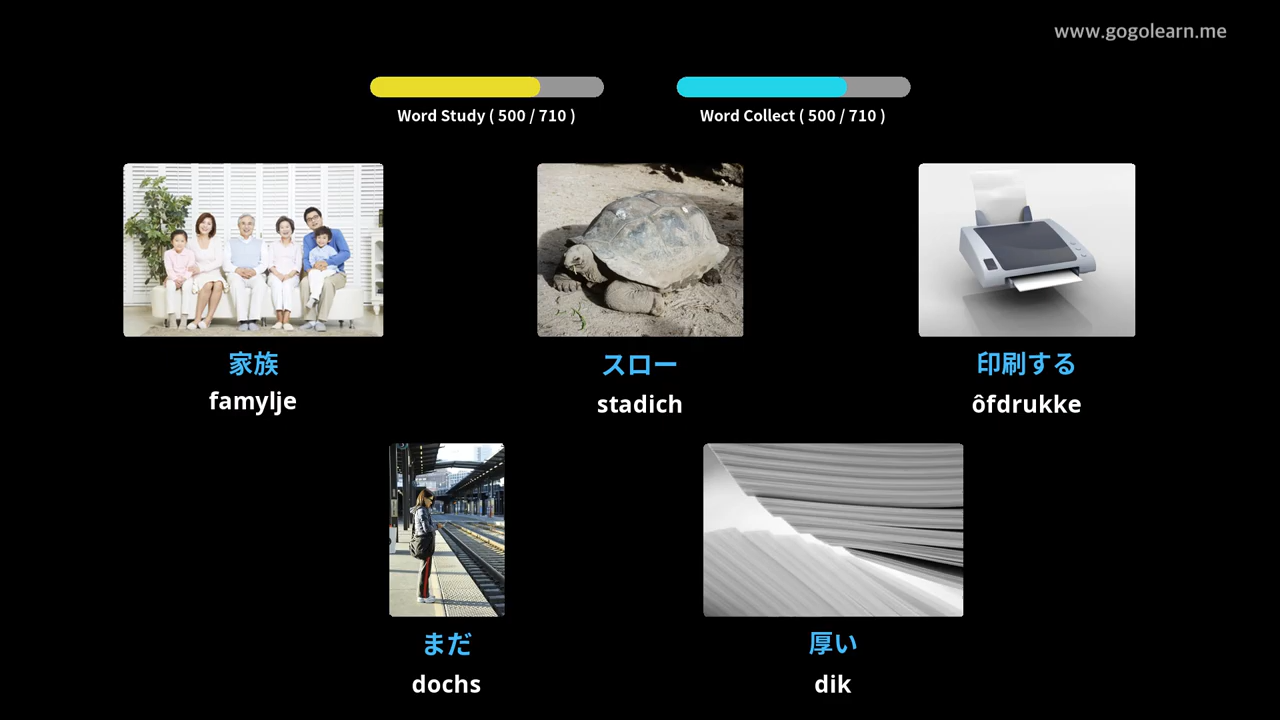 www.gogolearn.me
Word Study ( 500 / 710 )
Word Collect ( 500 / 710 )
家族
famylje
スロー
stadich
印刷する
ôfdrukke
まだ
dochs
厚い
dik